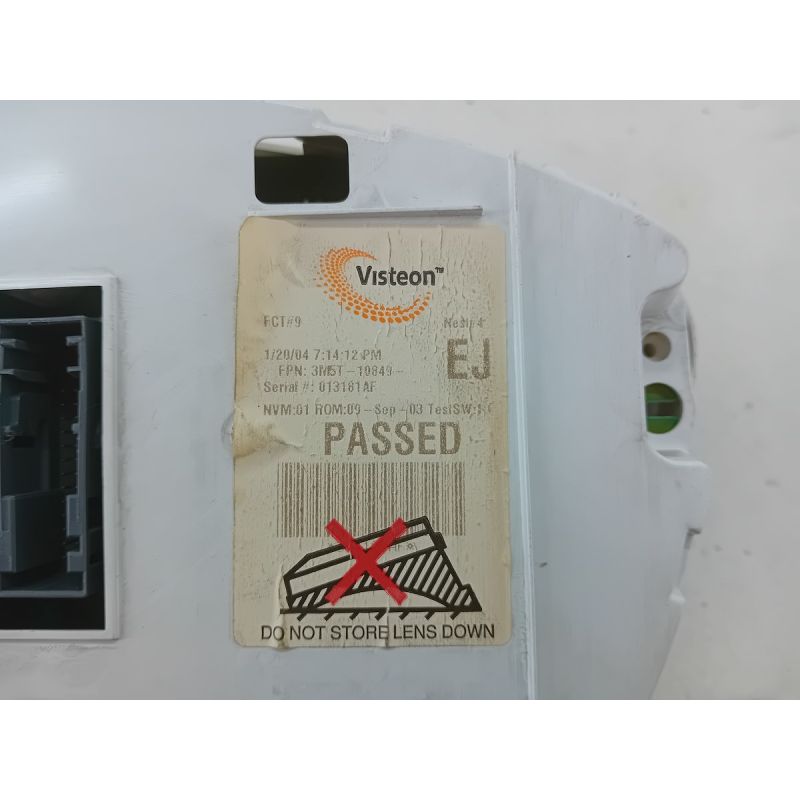 Visteon™
FCT#9 Nest#4
1/20/04 7:14:12 PM
EJ
FPN: 3M5T-10849-
Serial #: 013181AF
NVM:01 ROM:09-Sep-03 TestSW:
PASSED
DO NOT STORE LENS DOWN